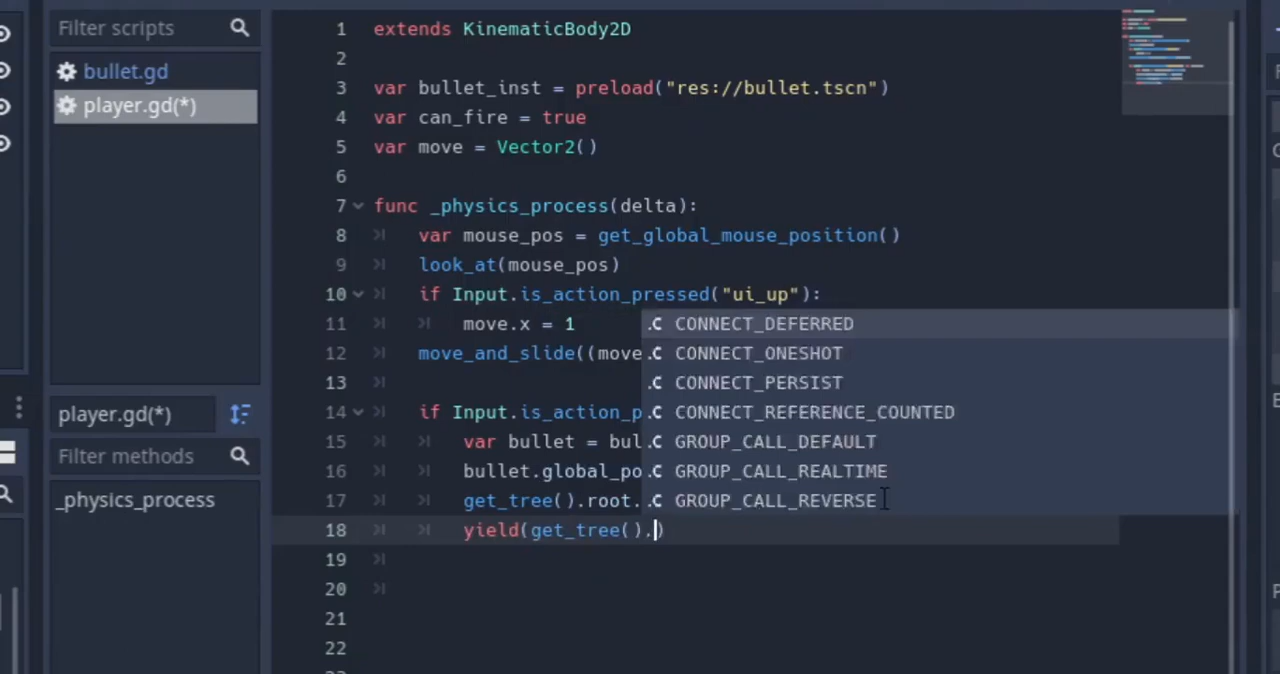 Filter scripts
bullet.gd
player.gd(*)
player.gd(*)
Filter methods
_physics_process
1 extends KinematicBody2D
2
3 var bullet_inst = preload("res://bullet.tscn")
4 var can_fire = true
5 var move = Vector2()
6
7 func _physics_process(delta):
8 var mouse_pos = get_global_mouse_position()
9 look_at(mouse_pos)
10 if Input.is_action_pressed("ui_up"):
11 move.x = 1
12 move_and_slide((move
13
14 if Input.is_action_p
15 var bullet = bul
16 bullet.global_po
17 get_tree().root.
18 yield(get_tree().)
19
20
21
22
.C CONNECT_DEFERRED
.C CONNECT_ONESHOT
.C CONNECT_PERSIST
.C CONNECT_REFERENCE_COUNTED
.C GROUP_CALL_DEFAULT
.C GROUP_CALL_REALTIME
.C GROUP_CALL_REVERSE